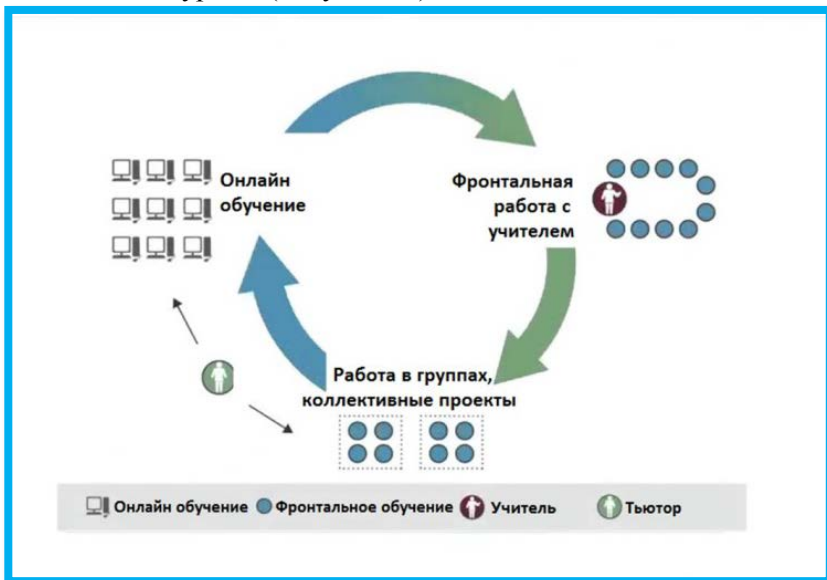 Онлайн
обучение
Фронтальная
работа с
учителем
Работа в группах,
коллективные проекты
Онлайн обучение
Фронтальное обучение
Учитель
Тьютор